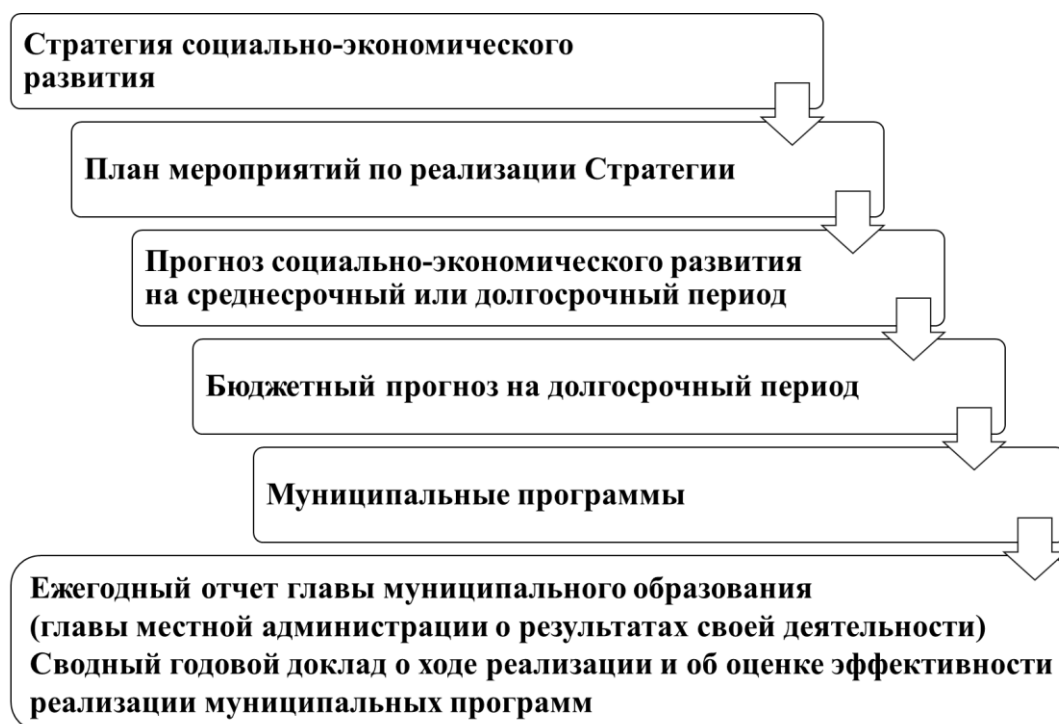 Стратегия социально-экономического
развития
План мероприятий по реализации Стратегии
Прогноз социально-экономического развития
на среднесрочный или долгосрочный период
Бюджетный прогноз на долгосрочный период
Муниципальные программы
Ежегодный отчет главы муниципального образования
(главы местной администрации о результатах своей деятельности)
Сводный годовой доклад о ходе реализации и об оценке эффективности
реализации муниципальных программ